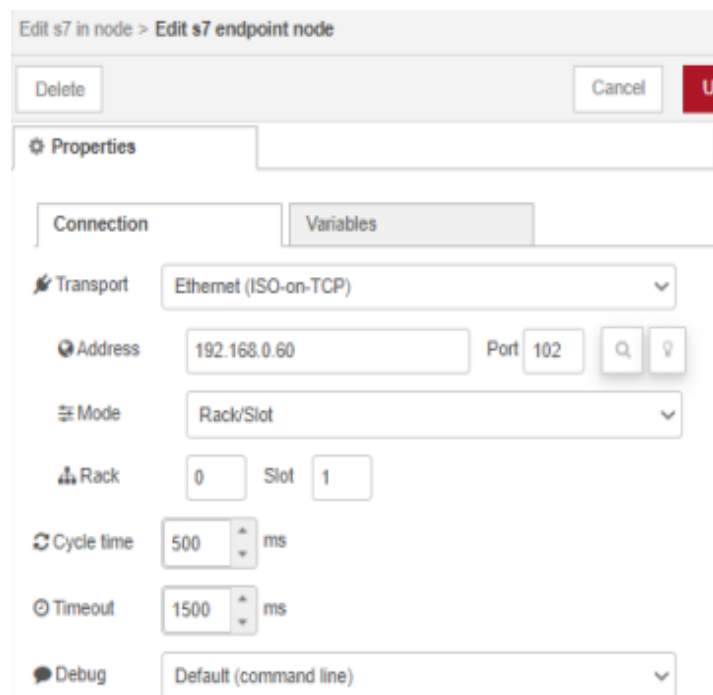 Edit s7 in node > Edit s7 endpoint node
Delete Cancel U
Properties
Connection Variables
Transport Ethernet (ISO-on-TCP)
Address 192.168.0.60 Port 102
Mode Rack/Slot
Rack 0 Slot 1
Cycle time 500 ms
Timeout 1500 ms
Debug Default (command line)